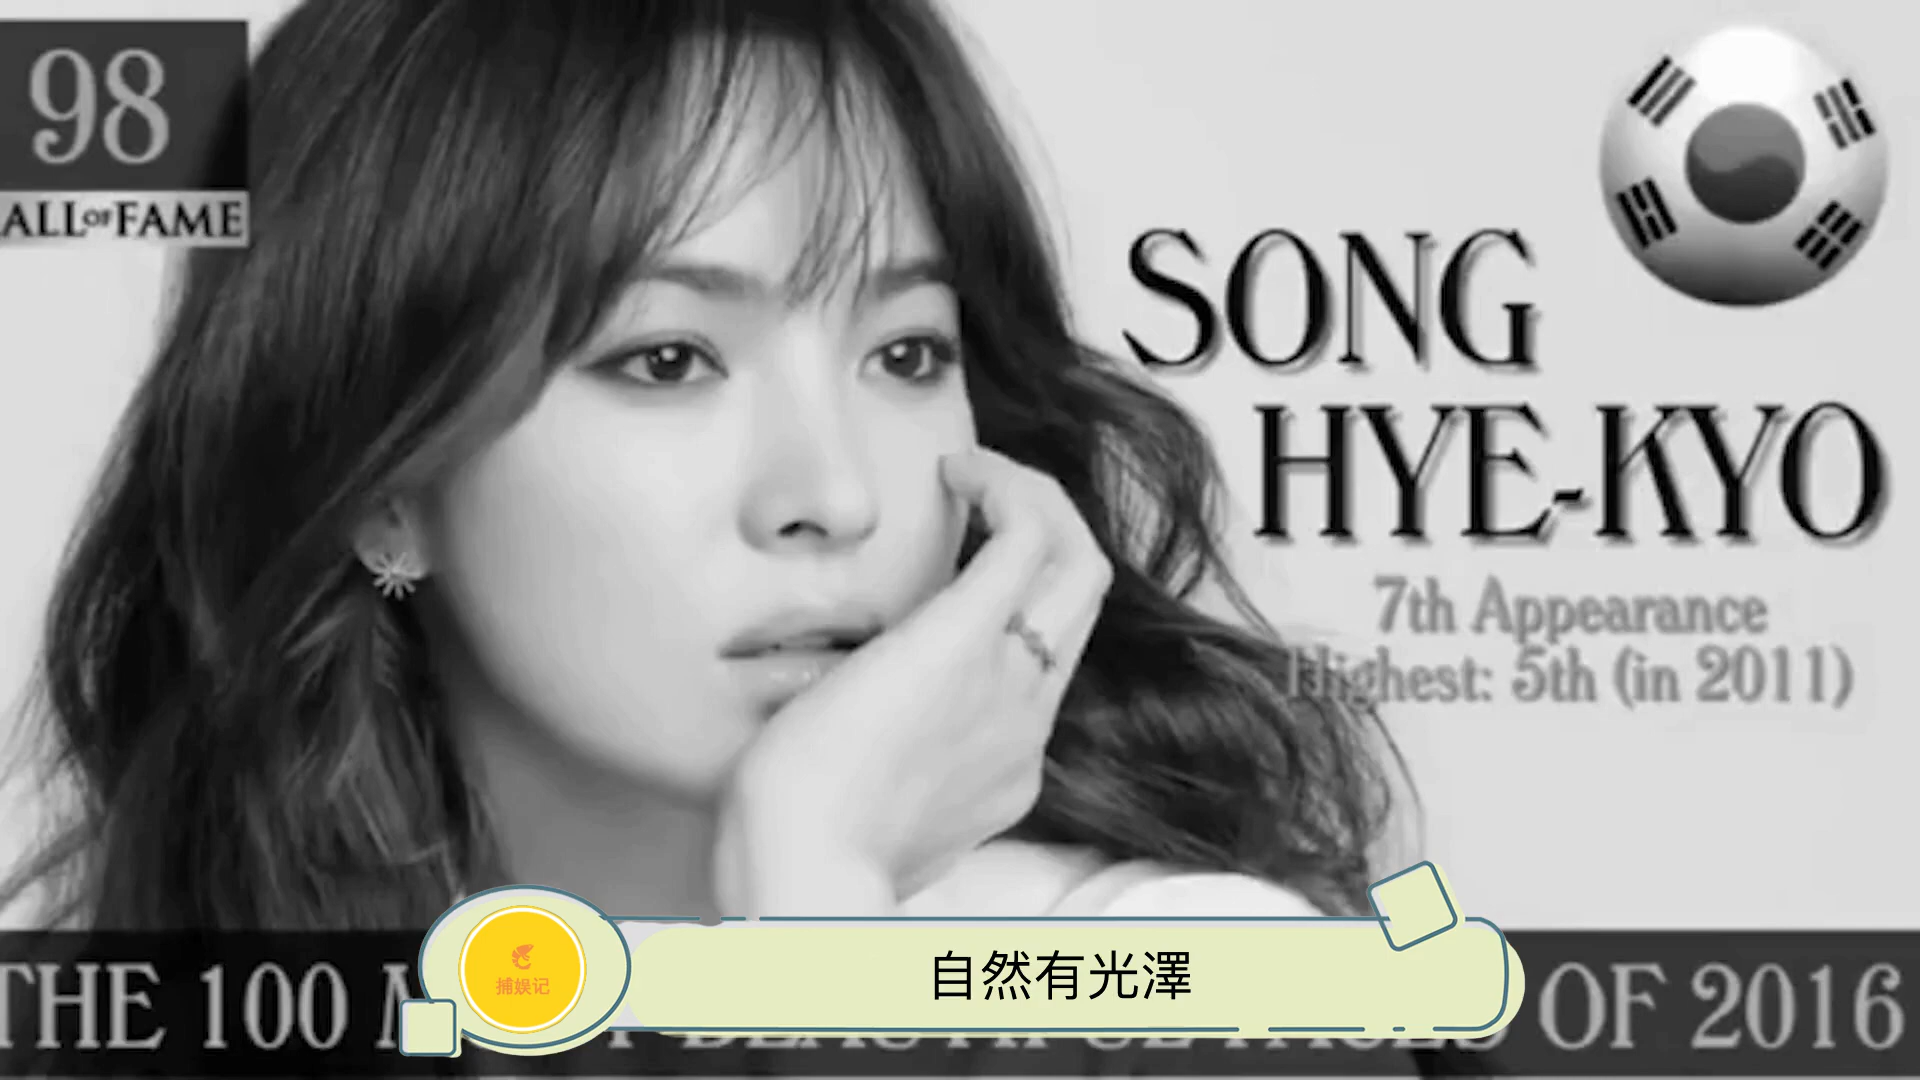 98
ALL OF FAME
SONG
HYE-KYO
7th Appearance
Highest: 5th (in 2011)
自然有光澤
捕娱记
THE 100
OF 2016